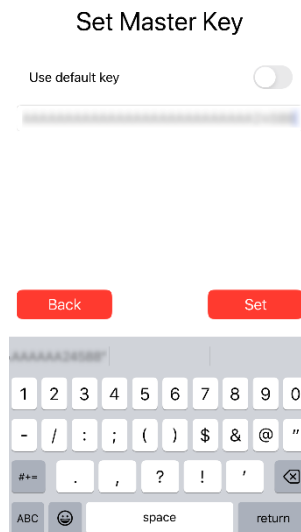 Set Master Key
Use default key
Back Set
1 2 3 4 5 6 7 8 9 0
- / : ; ( ) $ & @ "
#+= . , ? ! '
ABC space return